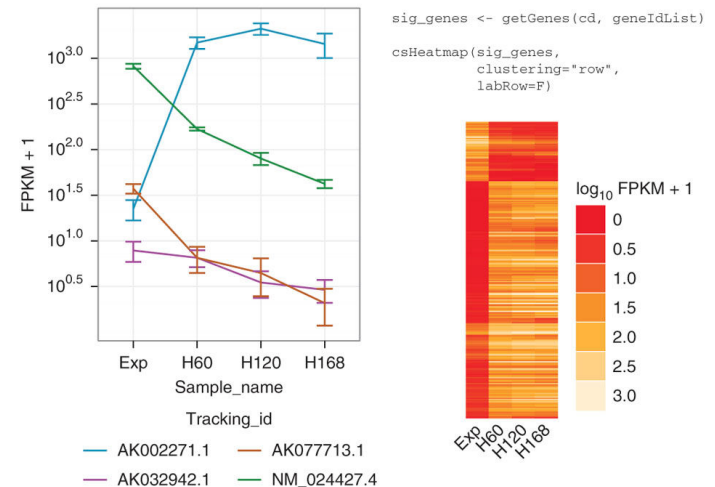 FPKM + 1
10^3.0
10^2.5
10^2.0
10^1.5
10^1.0
10^0.5
Exp H60 H120 H168
Sample_name
Tracking_id
AK002271.1 AK077713.1
AK032942.1 NM_024427.4
sig_genes <- getGenes(cd, geneIdList)
csHeatmap(sig_genes,
clustering="row",
labRow=F)
log10 FPKM + 1
0
0.5
1.0
1.5
2.0
2.5
3.0
Exp H60 H120 H168